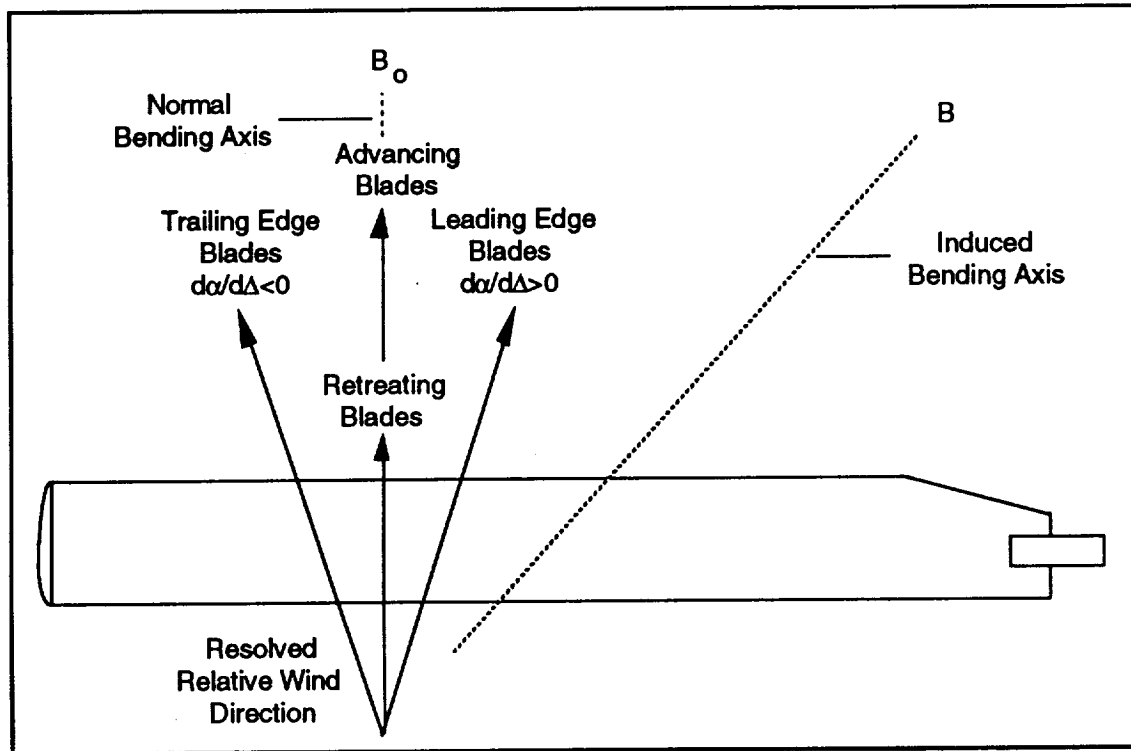 B₀
Normal
Bending Axis
B
Advancing
Blades
Trailing Edge
Blades
dα/dΔ<0
Leading Edge
Blades
dα/dΔ>0
Induced
Bending Axis
Retreating
Blades
Resolved
Relative Wind
Direction